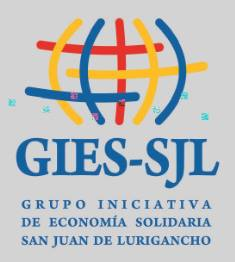 GIES-SJL
GRUPO INICIATIVA
DE ECONOMÍA SOLIDARIA
SAN JUAN DE LURIGANCHO